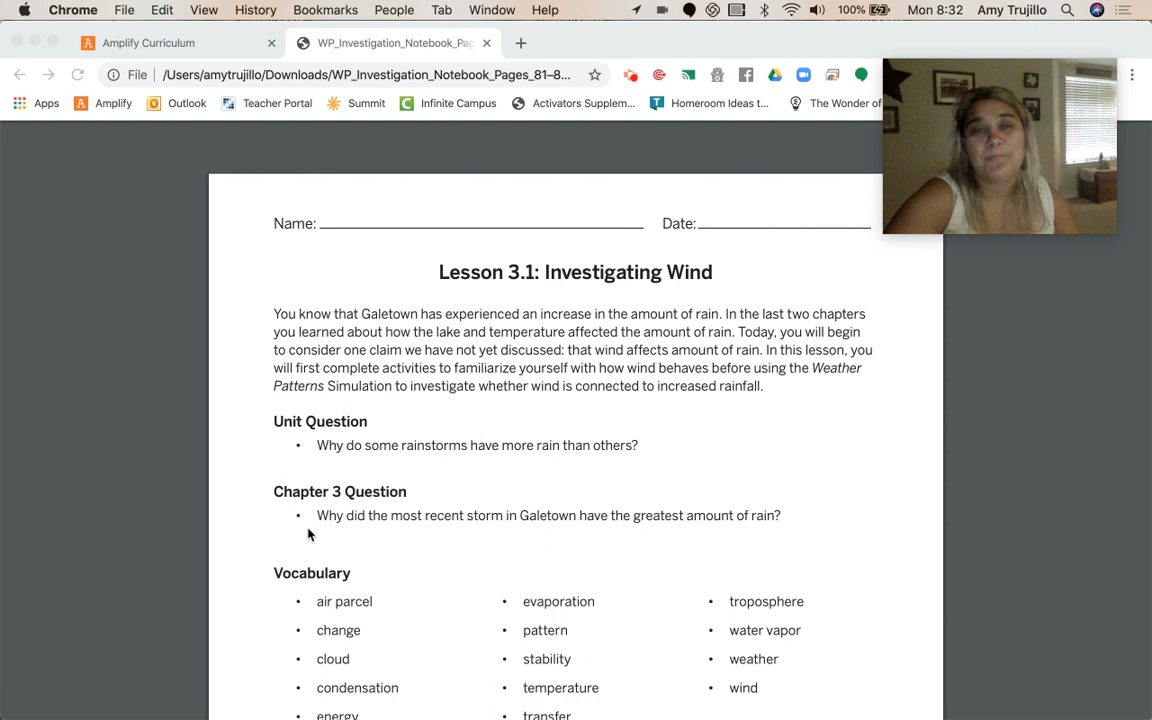 Chrome File Edit View History Bookmarks People Tab Window Help 100% Mon 8:32 Amy Trujillo
Amplify Curriculum WP_Investigation_Notebook_Pag
File /Users/amytrujillo/Downloads/WP_Investigation_Notebook_Pages_81–8...
Apps Amplify Outlook Teacher Portal Summit Infinite Campus Activators Supplem... Homeroom Ideas t... The Wonder of
Name: Date:
Lesson 3.1: Investigating Wind
You know that Galetown has experienced an increase in the amount of rain. In the last two chapters
you learned about how the lake and temperature affected the amount of rain. Today, you will begin
to consider one claim we have not yet discussed: that wind affects amount of rain. In this lesson, you
will first complete activities to familiarize yourself with how wind behaves before using the Weather
Patterns Simulation to investigate whether wind is connected to increased rainfall.
Unit Question
• Why do some rainstorms have more rain than others?
Chapter 3 Question
• Why did the most recent storm in Galetown have the greatest amount of rain?
Vocabulary
• air parcel • evaporation • troposphere
• change • pattern • water vapor
• cloud • stability • weather
• condensation • temperature • wind
energy transfer